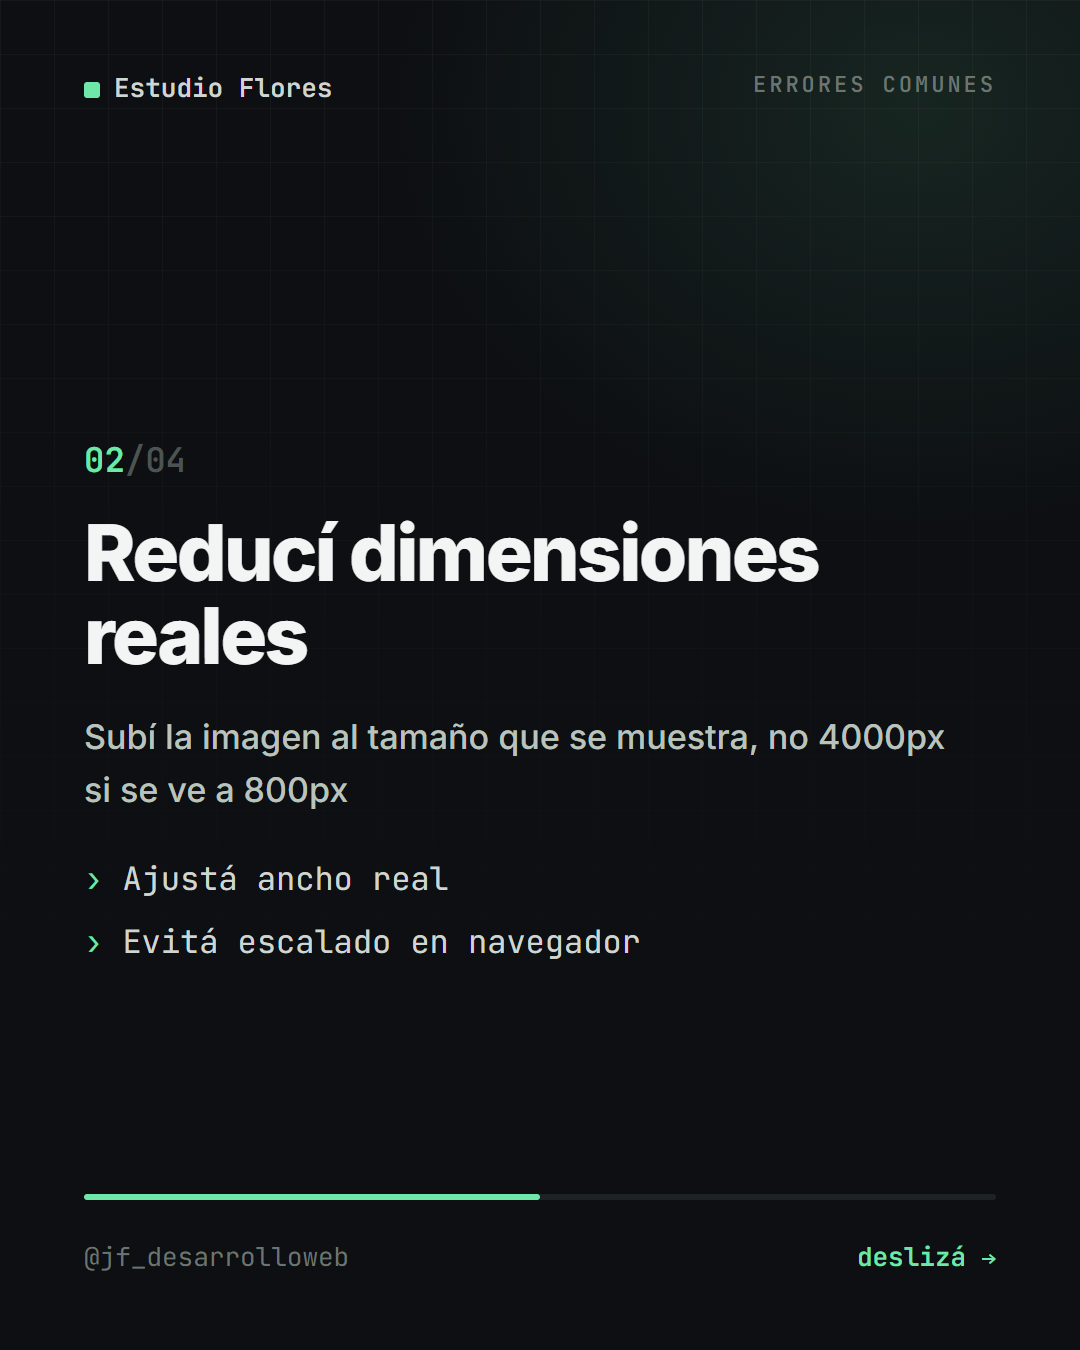 Estudio Flores
ERRORES COMUNES
02/04
Reducí dimensiones
reales
Subí la imagen al tamaño que se muestra, no 4000px
si se ve a 800px
› Ajustá ancho real
› Evitá escalado en navegador
@jf_desarrolloweb
deslizá →